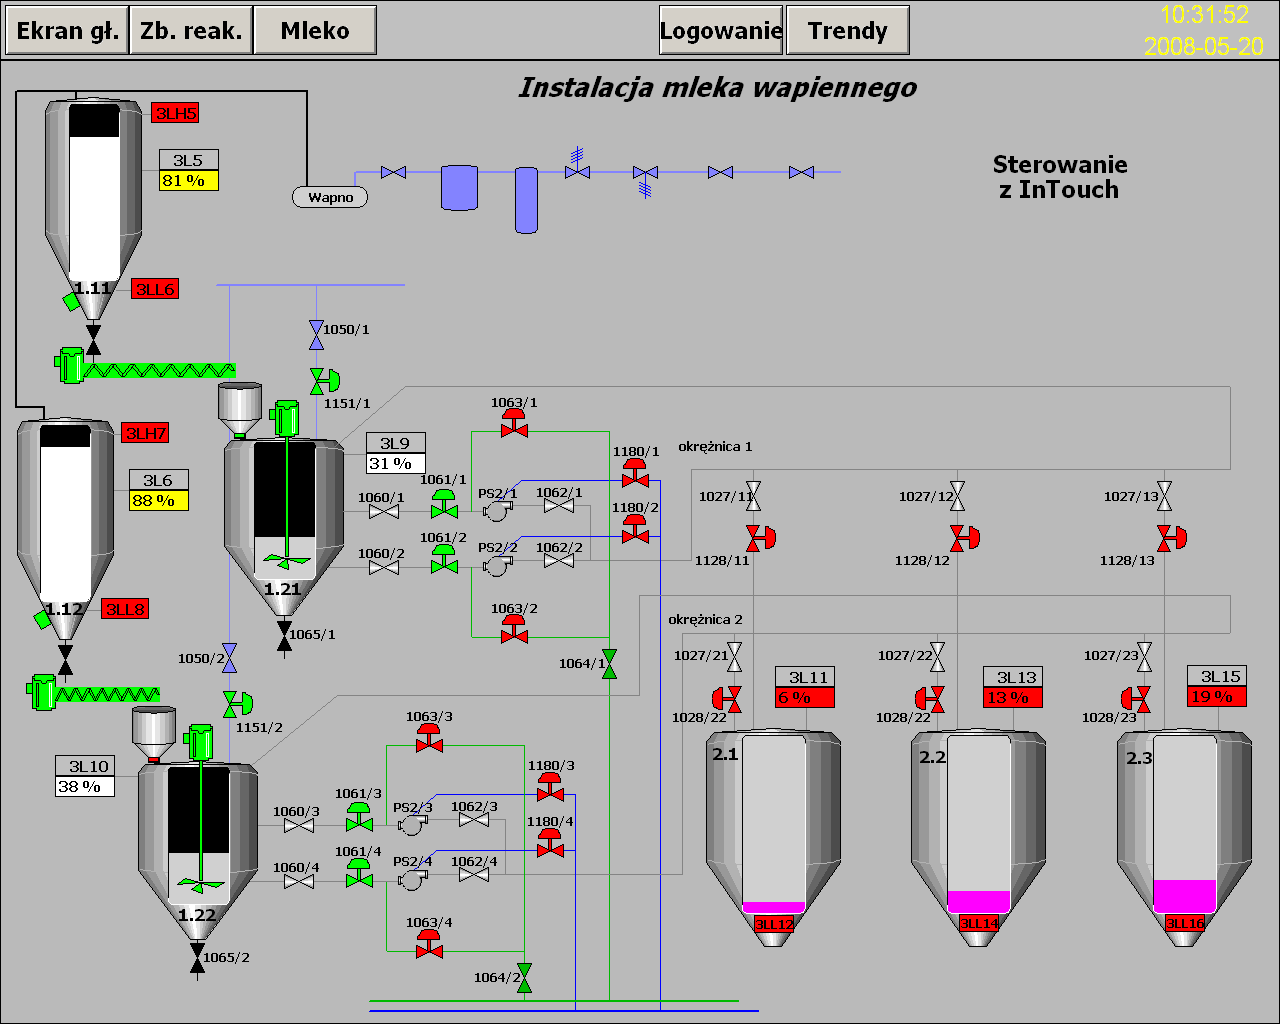 Ekran gł.
Zb. reak.
Mleko
Logowanie
Trendy
10:31:52
2008-05-20
Instalacja mleka wapiennego
Sterowanie
z InTouch
3LH5
3L5
81 %
Wapno
1.11
3LL6
1050/1
1151/1
3LH7
3L6
88 %
3L9
31 %
1063/1
okrężnica 1
1180/1
1061/1
1060/1
PS2/1
1062/1
1180/2
1061/2
1060/2
PS2/2
1062/2
1027/11
1027/12
1027/13
1128/11
1128/12
1128/13
1.21
1.12
3LL8
1063/2
1065/1
okrężnica 2
1050/2
1064/1
1027/21
1027/22
1027/23
3L11
6 %
3L13
13 %
3L15
19 %
1028/22
1028/22
1028/23
1151/2
1063/3
2.1
2.2
2.3
3L10
38 %
1180/3
1061/3
1060/3
PS2/3
1062/3
1180/4
1061/4
1060/4
PS2/4
1062/4
1.22
1063/4
3LL12
3LL14
3LL16
1065/2
1064/2